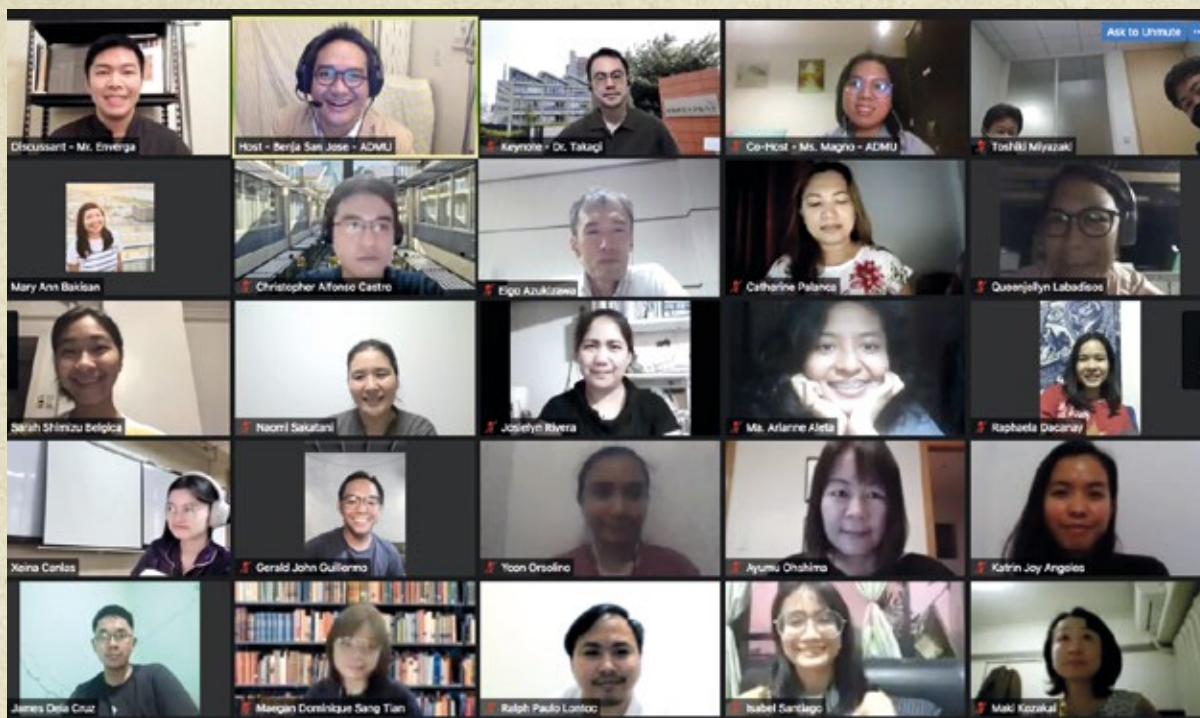 Ask to Unmute
Discussant - Mr. Enverga
Host - Benja San Jose - ADMU
Keynote - Dr. Takagi
Co-Host - Ms. Magno - ADMU
Toshiki Miyazaki
Mary Ann Bakisan
Christopher Alfonso Castro
Eigo Azukizawa
Catherine Palanca
Queenjellyn Labadisos
Sarah Shimizu Belgica
Naomi Sakatani
Joslelyn Rivera
Ma. Arianne Aleta
Raphaela Dacanay
Xeina Canlas
Gerald John Guillermo
Yoon Orsolino
Ayumu Ohshima
Katrin Joy Angeles
James Dela Cruz
Maegan Dominique Sang Tian
Ralph Paulo Lontoc
Isabel Santiago
Maki Kozakai